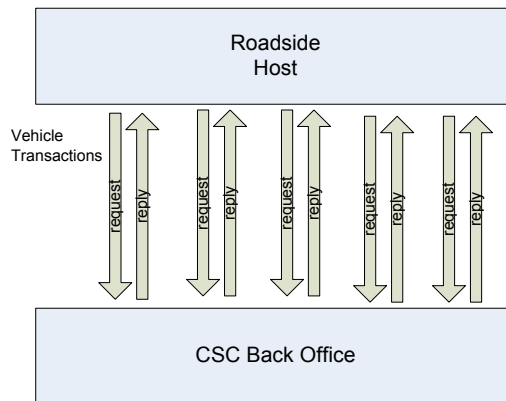 Roadside
Host
Vehicle
Transactions
request
reply
request
reply
request
reply
request
reply
request
reply
CSC Back Office